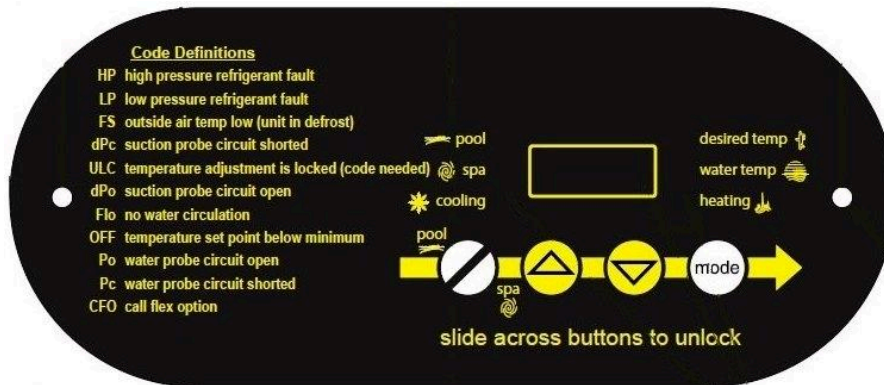 Code Definitions
HP high pressure refrigerant fault
LP low pressure refrigerant fault
FS outside air temp low (unit in defrost)
dPc suction probe circuit shorted
ULC temperature adjustment is locked (code needed)
dPo suction probe circuit open
Flo no water circulation
OFF temperature set point below minimum
Po water probe circuit open
Pc water probe circuit shorted
CFO call flex option
pool
spa
cooling
desired temp
water temp
heating
pool
spa
mode
slide across buttons to unlock